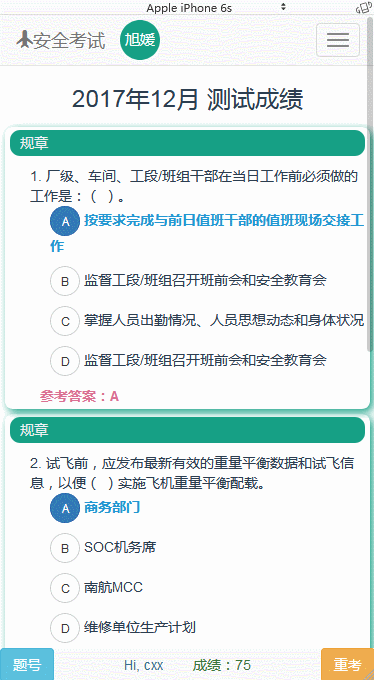 Apple iPhone 6s
安全考试 旭媛
2017年12月 测试成绩
规章
1. 厂级、车间、工段/班组干部在当日工作前必须做的
工作是：( )。
A 按要求完成与前日值班干部的值班现场交接工
作
B 监督工段/班组召开班前会和安全教育会
C 掌握人员出勤情况、人员思想动态和身体状况
D 监督工段/班组召开班前会和安全教育会
参考答案：A
规章
2. 试飞前，应发布最新有效的重量平衡数据和试飞信
息，以便 ( ) 实施飞机重量平衡配载。
A 商务部门
B SOC机务席
C 南航MCC
D 维修单位生产计划
题号 Hi, cxx 成绩：75 重考